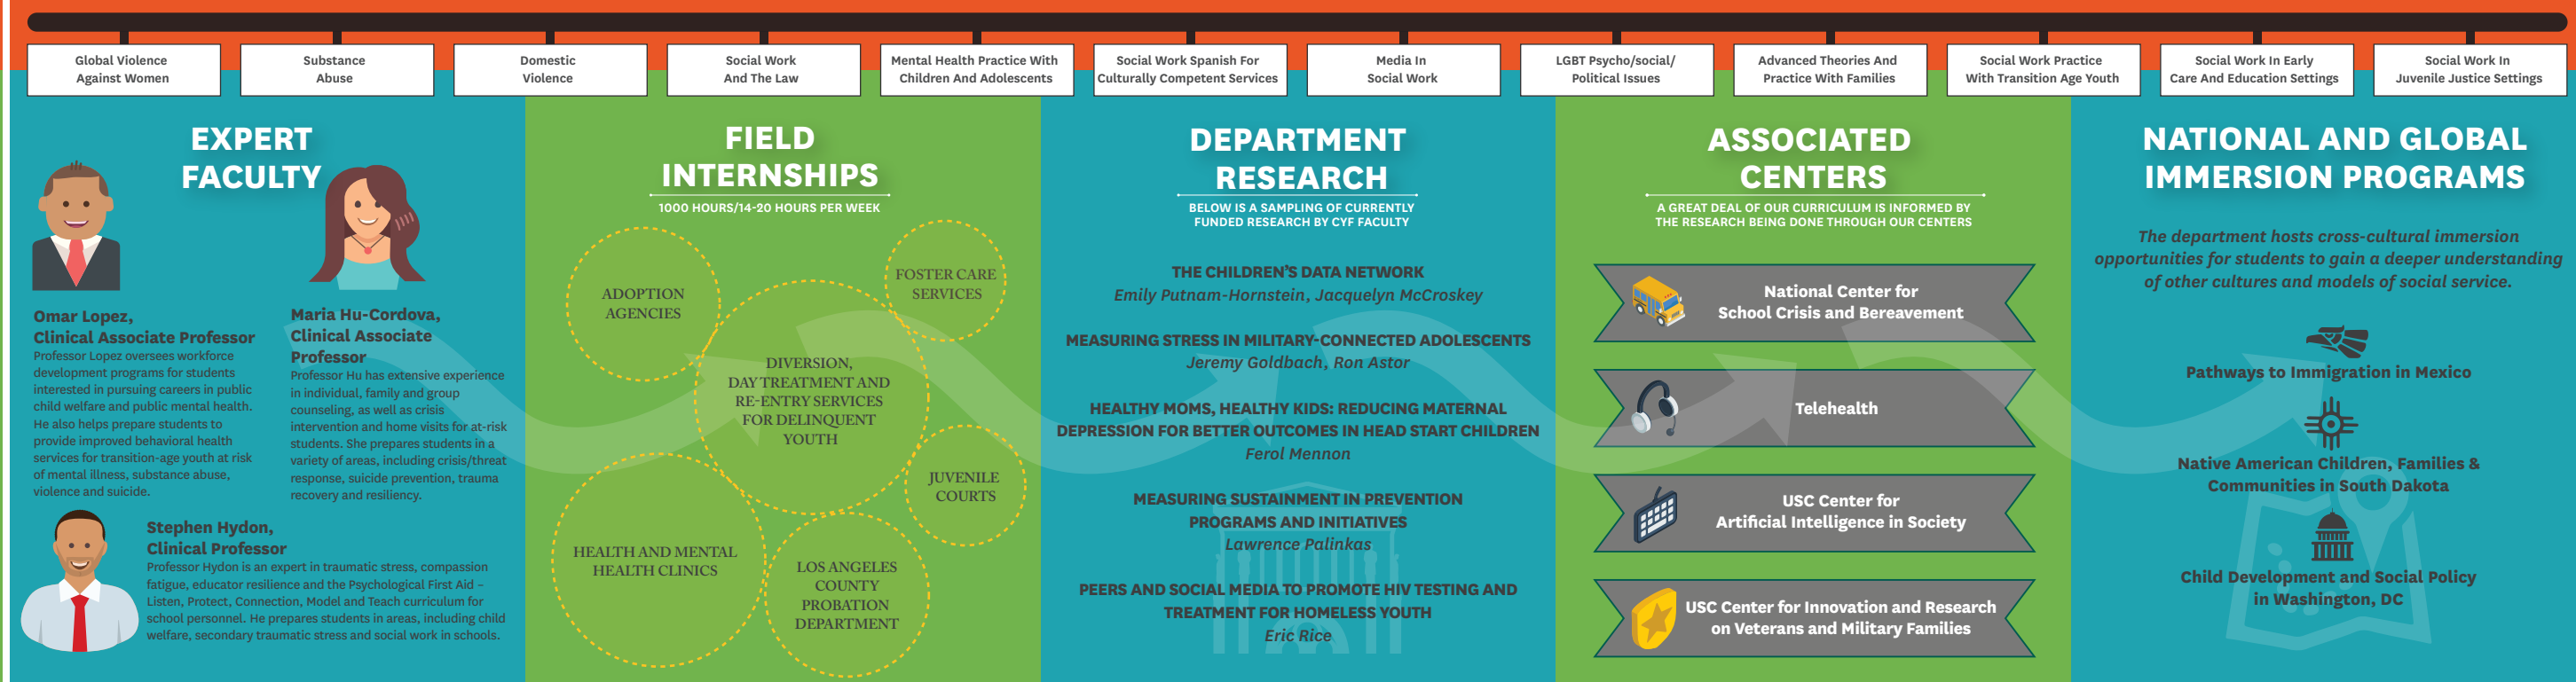 Global Violence
Against Women
Substance
Abuse
Domestic
Violence
Social Work
And The Law
Mental Health Practice With
Children And Adolescents
Social Work Spanish For
Culturally Competent Services
Media In
Social Work
LGBT Psycho/social/
Political Issues
Advanced Theories And
Practice With Families
Social Work Practice
With Transition Age Youth
Social Work In Early
Care And Education Settings
Social Work In
Juvenile Justice Settings
EXPERT
FACULTY
Omar Lopez,
Clinical Associate Professor
Professor Lopez oversees workforce
development programs for students
interested in pursuing careers in public
child welfare and public mental health.
He also helps prepare students to
provide improved behavioral health
services for transition-age youth at risk
of mental illness, substance abuse,
violence and suicide.
Maria Hu-Cordova,
Clinical Associate
Professor
Professor Hu has extensive experience
in individual, family and group
counseling, as well as crisis
intervention and home visits for at-risk
students. She prepares students in a
variety of areas, including crisis/threat
response, suicide prevention, trauma
recovery and resiliency.
Stephen Hydon,
Clinical Professor
Professor Hydon is an expert in traumatic stress, compassion
fatigue, educator resilience and the Psychological First Aid –
Listen, Protect, Connection, Model and Teach curriculum for
school personnel. He prepares students in areas, including child
welfare, secondary traumatic stress and social work in schools.
FIELD
INTERNSHIPS
1000 HOURS/14-20 HOURS PER WEEK
ADOPTION
AGENCIES
FOSTER CARE
SERVICES
DIVERSION,
DAY TREATMENT AND
RE-ENTRY SERVICES
FOR DELINQUENT
YOUTH
JUVENILE
COURTS
HEALTH AND MENTAL
HEALTH CLINICS
LOS ANGELES
COUNTY
PROBATION
DEPARTMENT
DEPARTMENT
RESEARCH
BELOW IS A SAMPLING OF CURRENTLY
FUNDED RESEARCH BY CYF FACULTY
THE CHILDREN'S DATA NETWORK
Emily Putnam-Hornstein, Jacquelyn McCroskey
MEASURING STRESS IN MILITARY-CONNECTED ADOLESCENTS
Jeremy Goldbach, Ron Astor
HEALTHY MOMS, HEALTHY KIDS: REDUCING MATERNAL
DEPRESSION FOR BETTER OUTCOMES IN HEAD START CHILDREN
Ferol Mennon
MEASURING SUSTAINMENT IN PREVENTION
PROGRAMS AND INITIATIVES
Lawrence Palinkas
PEERS AND SOCIAL MEDIA TO PROMOTE HIV TESTING AND
TREATMENT FOR HOMELESS YOUTH
Eric Rice
ASSOCIATED
CENTERS
A GREAT DEAL OF OUR CURRICULUM IS INFORMED BY
THE RESEARCH BEING DONE THROUGH OUR CENTERS
National Center for
School Crisis and Bereavement
Telehealth
USC Center for
Artificial Intelligence in Society
USC Center for Innovation and Research
on Veterans and Military Families
NATIONAL AND GLOBAL
IMMERSION PROGRAMS
The department hosts cross-cultural immersion
opportunities for students to gain a deeper understanding
of other cultures and models of social service.
Pathways to Immigration in Mexico
Native American Children, Families &
Communities in South Dakota
Child Development and Social Policy
in Washington, DC